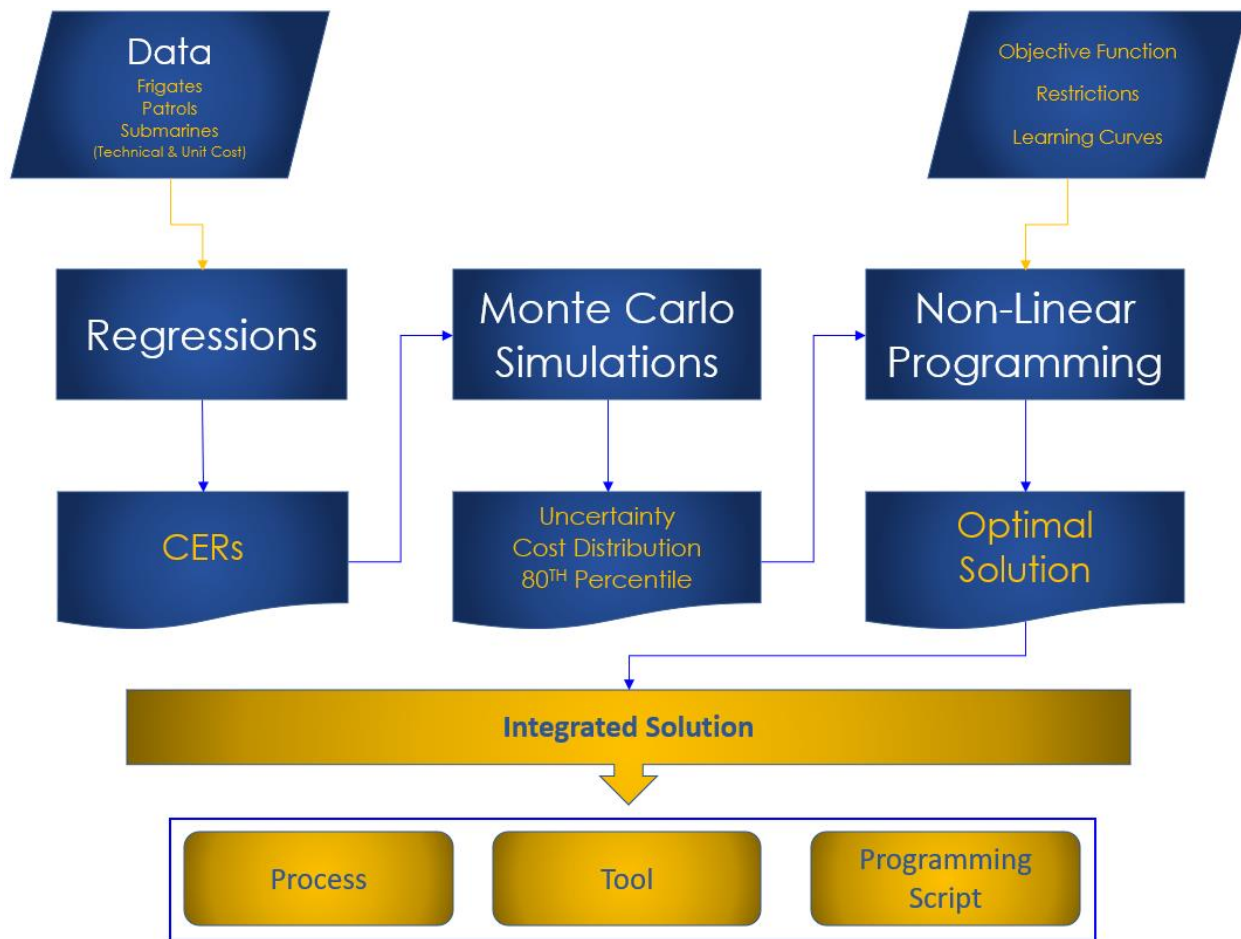 Data
Frigates
Patrols
Submarines
(Technical & Unit Cost)
Objective Function
Restrictions
Learning Curves
Regressions
Monte Carlo
Simulations
Non-Linear
Programming
CERs
Uncertainty
Cost Distribution
80TH Percentile
Optimal
Solution
Integrated Solution
Process
Tool
Programming
Script